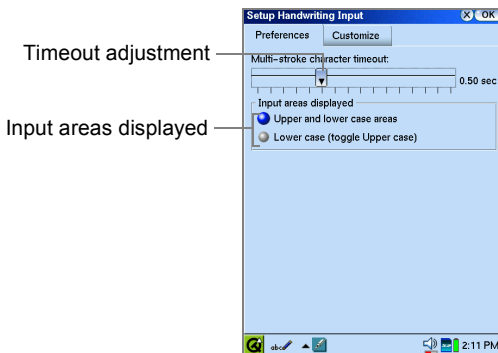 Setup Handwriting Input
X OK
Preferences Customize
Timeout adjustment
Multi-stroke character timeout:
0.50 sec
Input areas displayed
Input areas displayed
Upper and lower case areas
Lower case (toggle Upper case)
abc
2:11 PM